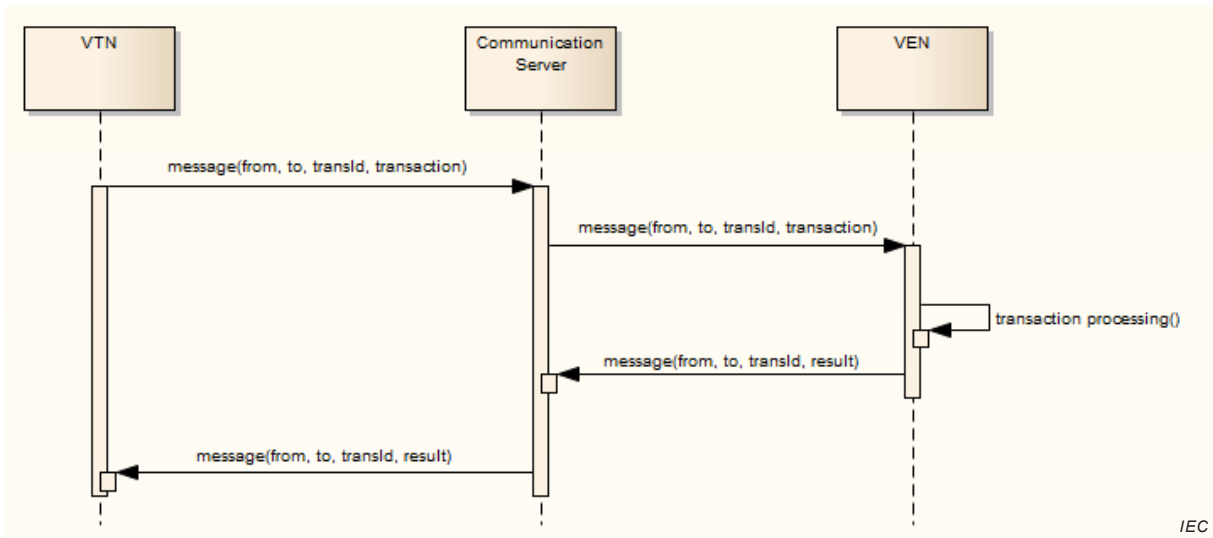 VTN
Communication
Server
VEN
message(from, to, transId, transaction)
message(from, to, transId, transaction)
transaction processing()
message(from, to, transId, result)
message(from, to, transId, result)
IEC